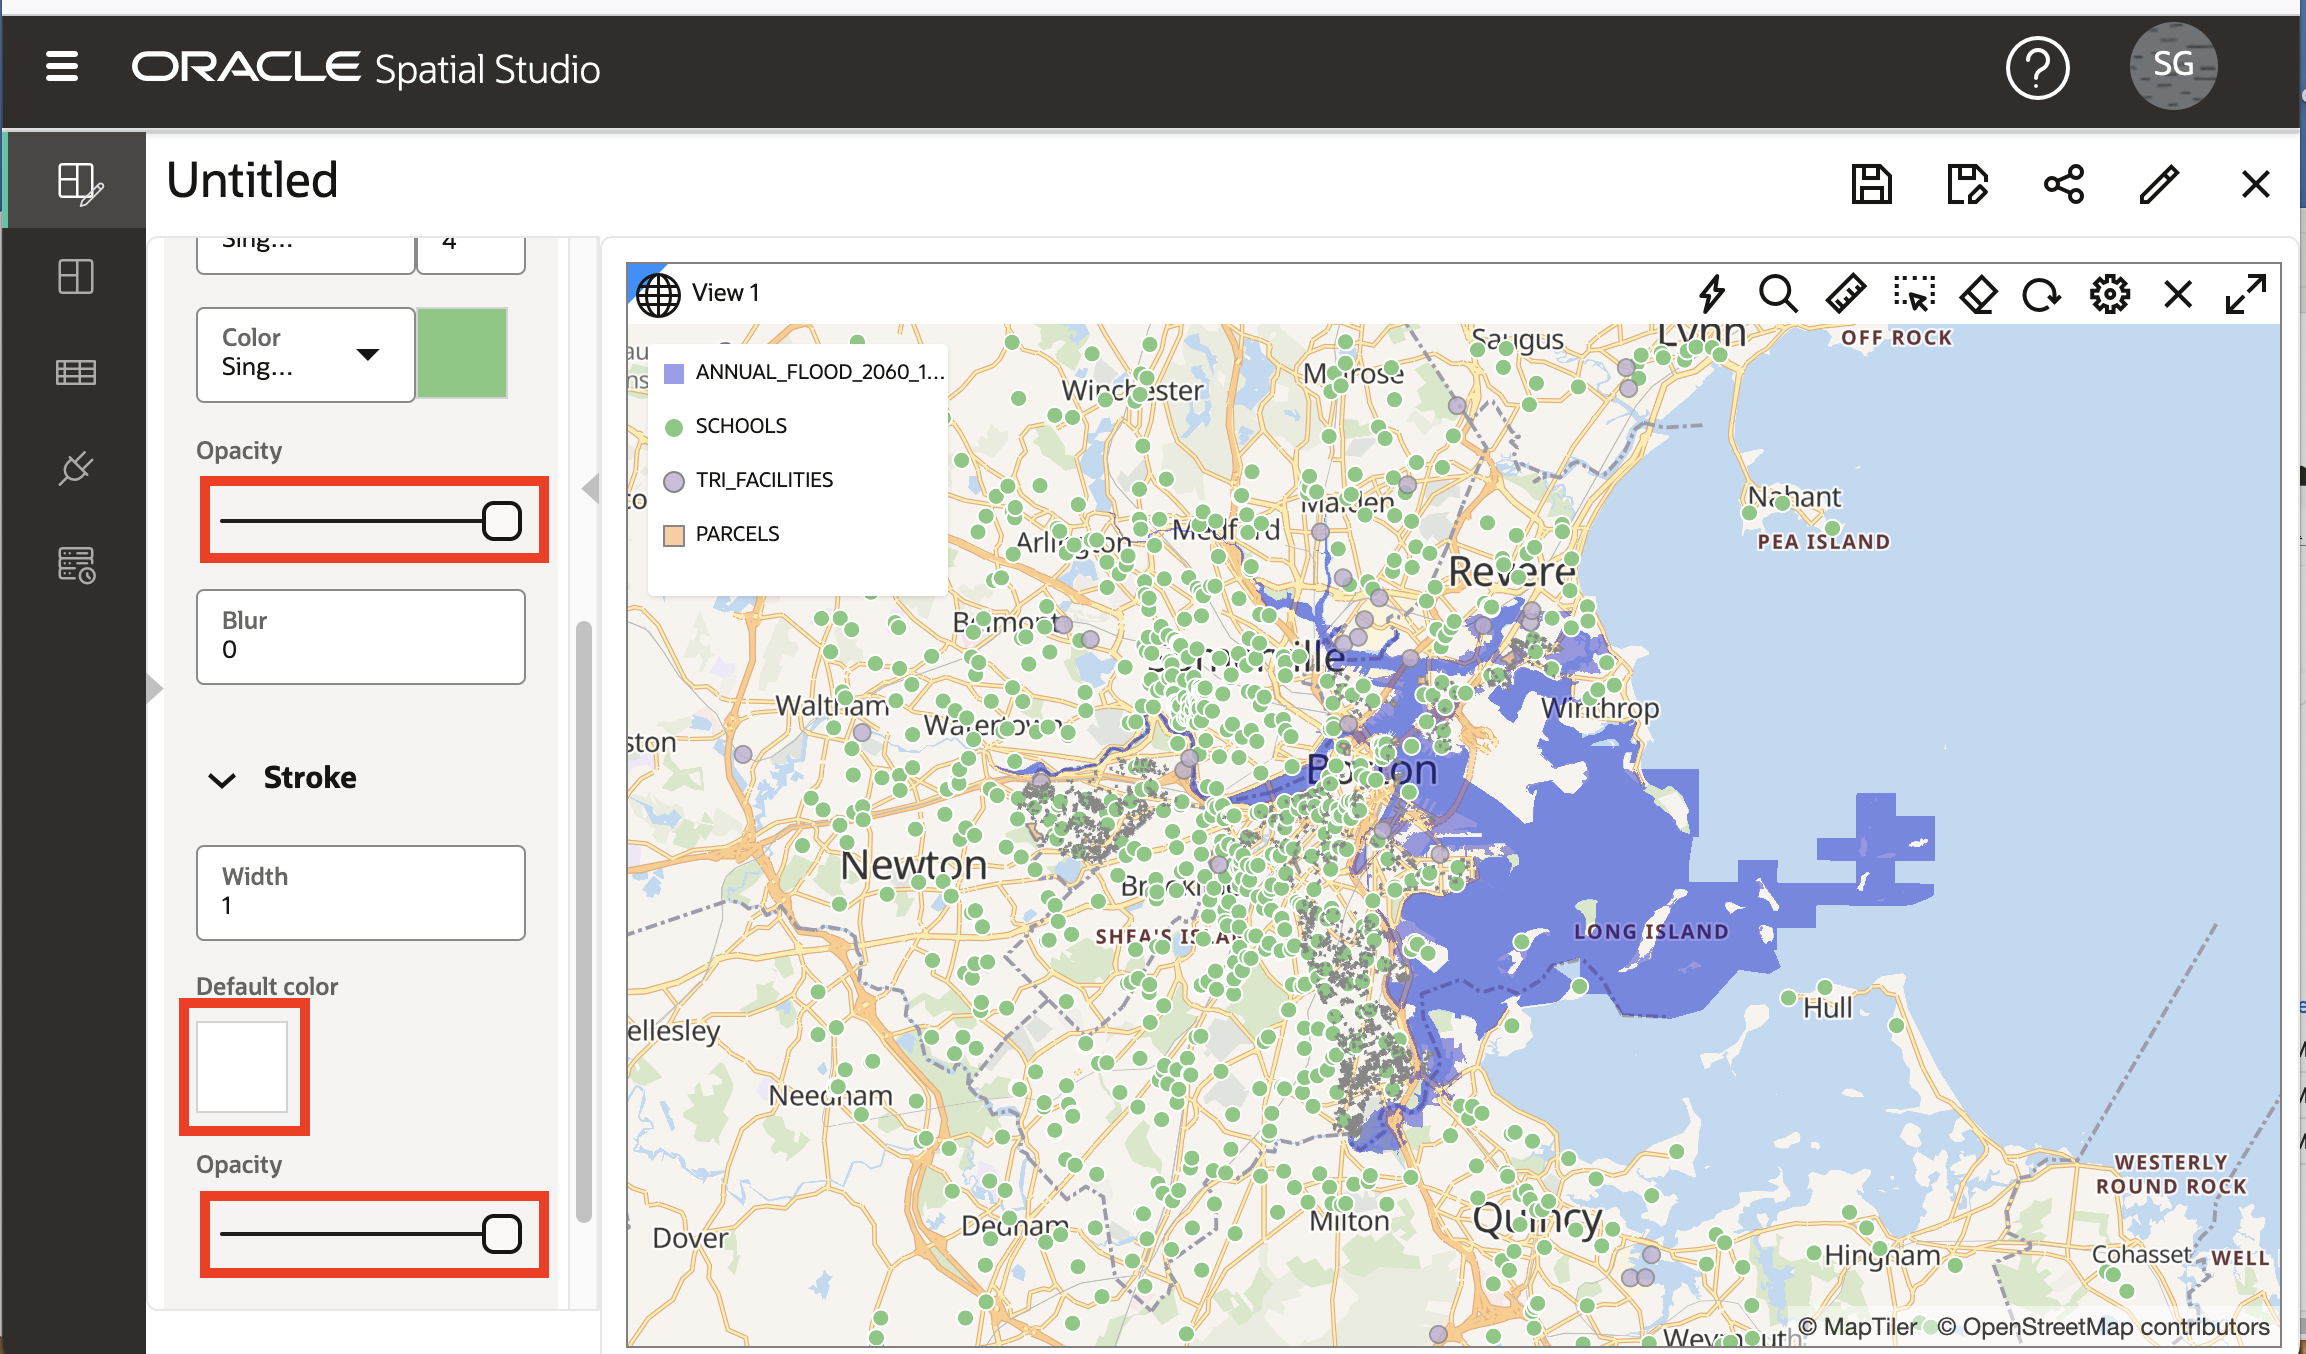 ORACLE Spatial Studio
SG
Untitled
Sing...
4
Color
Sing...
Opacity
Blur
0
Stroke
Width
1
Default color
Opacity
View 1
ANNUAL_FLOOD_2060_1...
SCHOOLS
TRI_FACILITIES
PARCELS
Saugus
Lynn
OFF ROCK
Winchester
Melrose
Malden
Nahant
PEA ISLAND
Arlington
Medford
Revere
Belmont
Somerville
Waltham
Watertown
Winthrop
ston
Boston
Newton
SHEA'S
LONG ISLAND
ellesley
Hull
Needham
WESTERLY
ROUND ROCK
Dover
Dedham
Milton
Quincy
Hingham
Cohasset
WELL
Weymouth
© MapTiler © OpenStreetMap contributors